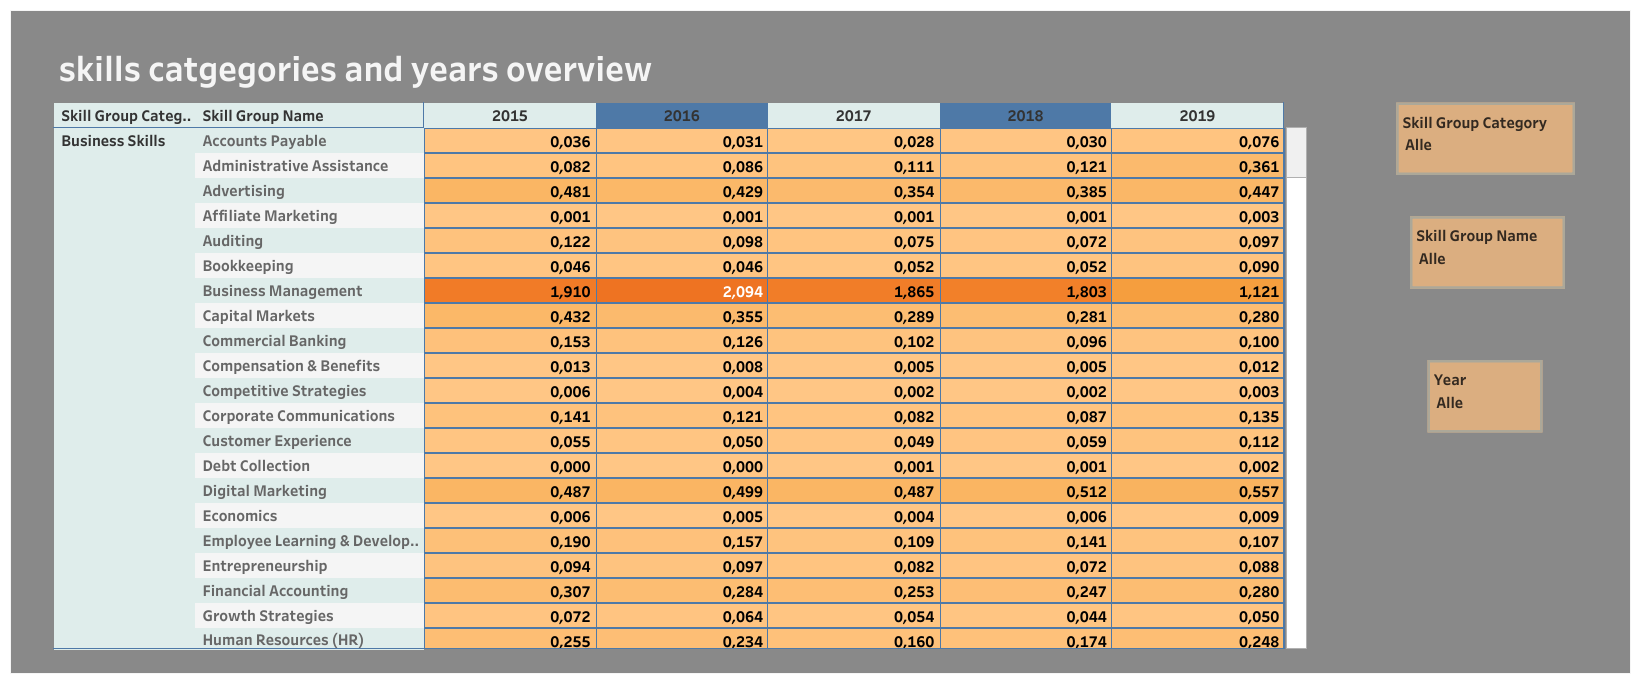 skills catgegories and years overview
Skill Group Categ.. Skill Group Name 2015 2016 2017 2018 2019
Business Skills Accounts Payable 0,036 0,031 0,028 0,030 0,076
Administrative Assistance 0,082 0,086 0,111 0,121 0,361
Advertising 0,481 0,429 0,354 0,385 0,447
Affiliate Marketing 0,001 0,001 0,001 0,001 0,003
Auditing 0,122 0,098 0,075 0,072 0,097
Bookkeeping 0,046 0,046 0,052 0,052 0,090
Business Management 1,910 2,094 1,865 1,803 1,121
Capital Markets 0,432 0,355 0,289 0,281 0,280
Commercial Banking 0,153 0,126 0,102 0,096 0,100
Compensation & Benefits 0,013 0,008 0,005 0,005 0,012
Competitive Strategies 0,006 0,004 0,002 0,002 0,003
Corporate Communications 0,141 0,121 0,082 0,087 0,135
Customer Experience 0,055 0,050 0,049 0,059 0,112
Debt Collection 0,000 0,000 0,001 0,001 0,002
Digital Marketing 0,487 0,499 0,487 0,512 0,557
Economics 0,006 0,005 0,004 0,006 0,009
Employee Learning & Develop.. 0,190 0,157 0,109 0,141 0,107
Entrepreneurship 0,094 0,097 0,082 0,072 0,088
Financial Accounting 0,307 0,284 0,253 0,247 0,280
Growth Strategies 0,072 0,064 0,054 0,044 0,050
Human Resources (HR) 0,255 0,234 0,160 0,174 0,248
Skill Group Category
Alle
Skill Group Name
Alle
Year
Alle